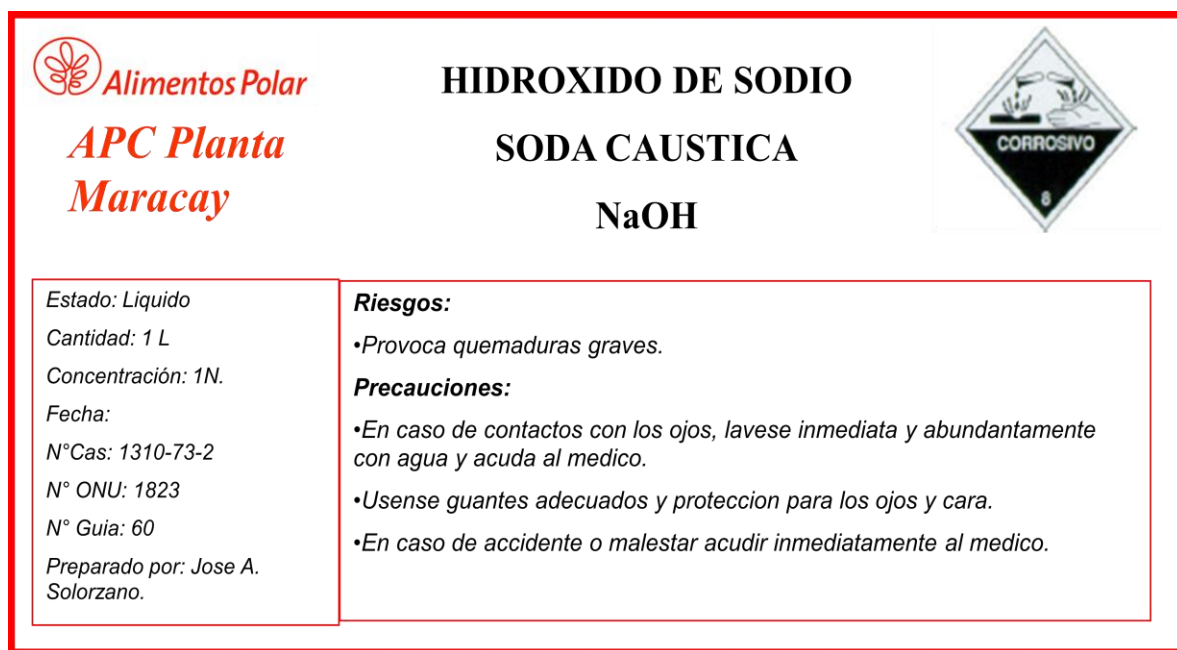 Alimentos Polar
APC Planta
Maracay
HIDROXIDO DE SODIO
SODA CAUSTICA
NaOH
CORROSIVO
8
Estado: Liquido
Cantidad: 1 L
Concentración: 1N.
Fecha:
N°Cas: 1310-73-2
N° ONU: 1823
N° Guia: 60
Preparado por: Jose A.
Solorzano.
Riesgos:
•Provoca quemaduras graves.
Precauciones:
•En caso de contactos con los ojos, lavese inmediata y abundantamente
con agua y acuda al medico.
•Usense guantes adecuados y proteccion para los ojos y cara.
•En caso de accidente o malestar acudir inmediatamente al medico.